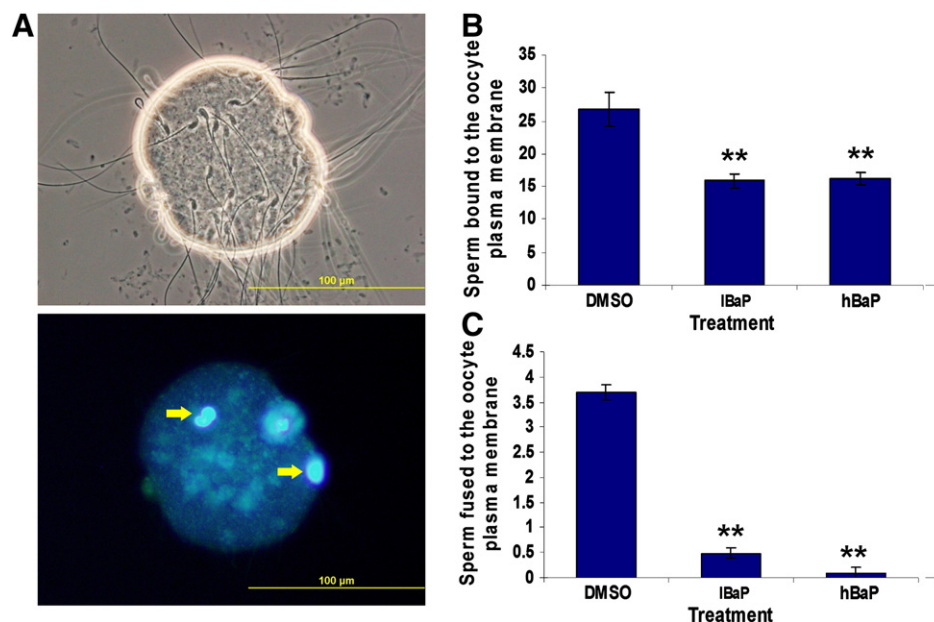 A
100 µm
100 µm
B
Sperm bound to the oocyte
plasma membrane
35
30
25
20
15
10
5
0
**
**
DMSO
lBaP
hBaP
Treatment
C
Sperm fused to the oocyte
plasma membrane
4.5
4
3.5
3
2.5
2
1.5
1
0.5
0
**
**
DMSO
lBaP
hBaP
Treatment